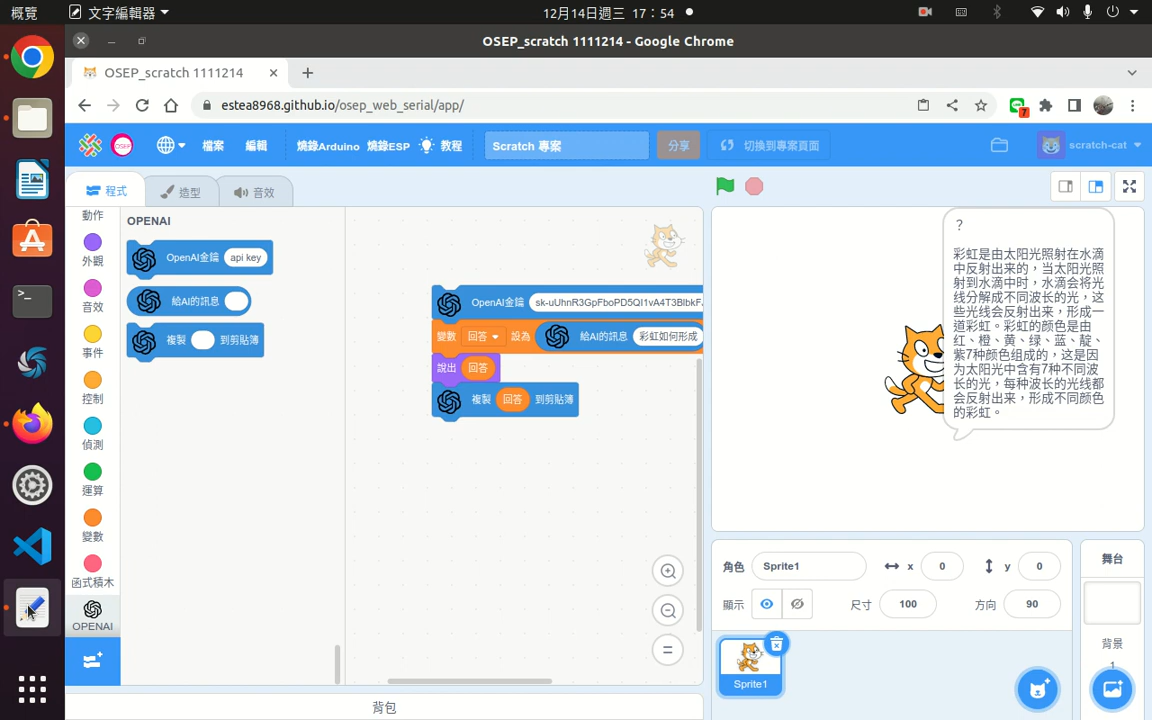 概覽
文字編輯器
12月14日週三 17：54
OSEP_scratch 1111214 - Google Chrome
OSEP_scratch 1111214
estea8968.github.io/osep_web_serial/app/
7
OSEP
檔案
編輯
燒錄Arduino
燒錄ESP
教程
Scratch 專案
分享
切換到專案頁面
scratch-cat
程式
造型
音效
動作
外觀
音效
事件
控制
偵測
運算
變數
函式積木
OPENAI
OPENAI
OpenAI金鑰 api key
給AI的訊息
複製 到剪貼簿
OpenAI金鑰 sk-uUhnR3GpFboPD5QI1vA4T3BlbkF
變數 回答 設為 給AI的訊息 彩虹如何形成
說出 回答
複製 回答 到剪貼簿
？
彩虹是由太阳光照射在水滴
中反射出来的，当太阳光照
射到水滴中时，水滴会将光
线分解成不同波长的光，这
些光线会反射出来，形成一
道彩虹。彩虹的颜色是由
红、橙、黄、绿、蓝、靛、
紫7种颜色组成的，这是因
为太阳光中含有7种不同波
长的光，每种波长的光线都
会反射出来，形成不同颜色
的彩虹。
角色 Sprite1 x 0 y 0
顯示 尺寸 100 方向 90
Sprite1
舞台
背景
1
背包